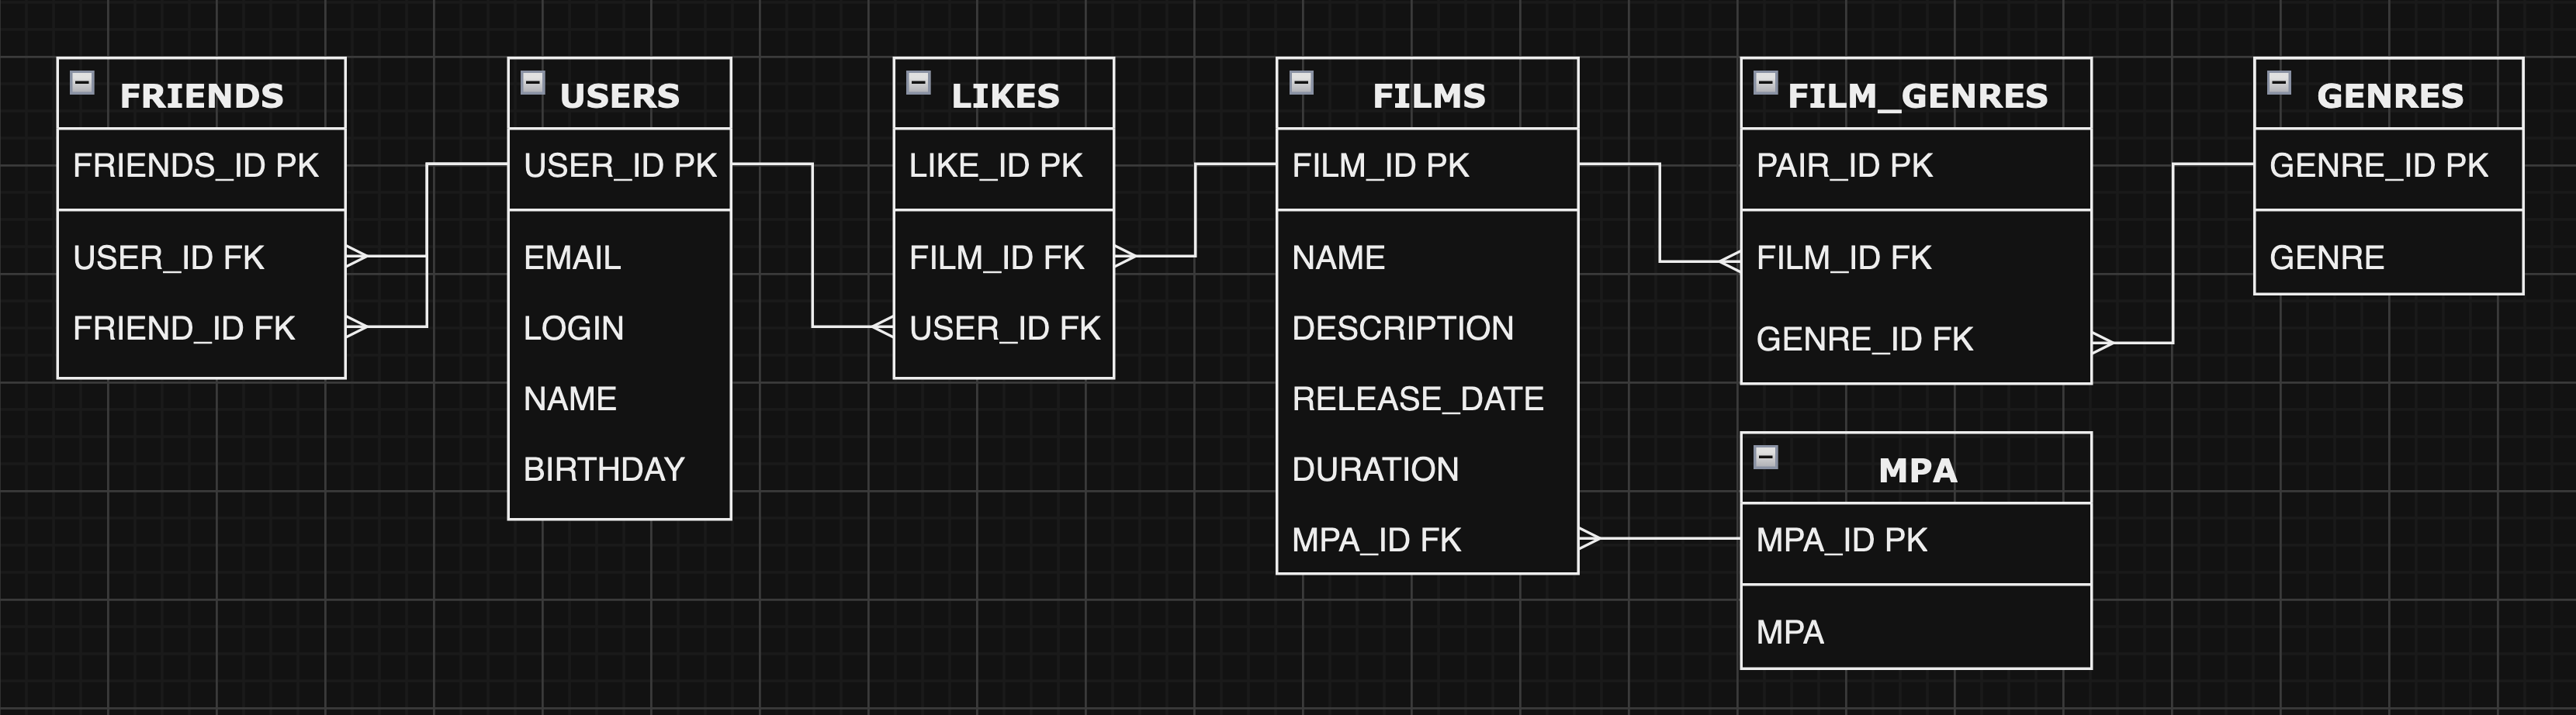 FRIENDS
FRIENDS_ID PK
USER_ID FK
FRIEND_ID FK
USERS
USER_ID PK
EMAIL
LOGIN
NAME
BIRTHDAY
LIKES
LIKE_ID PK
FILM_ID FK
USER_ID FK
FILMS
FILM_ID PK
NAME
DESCRIPTION
RELEASE_DATE
DURATION
MPA_ID FK
FILM_GENRES
PAIR_ID PK
FILM_ID FK
GENRE_ID FK
MPA
MPA_ID PK
MPA
GENRES
GENRE_ID PK
GENRE